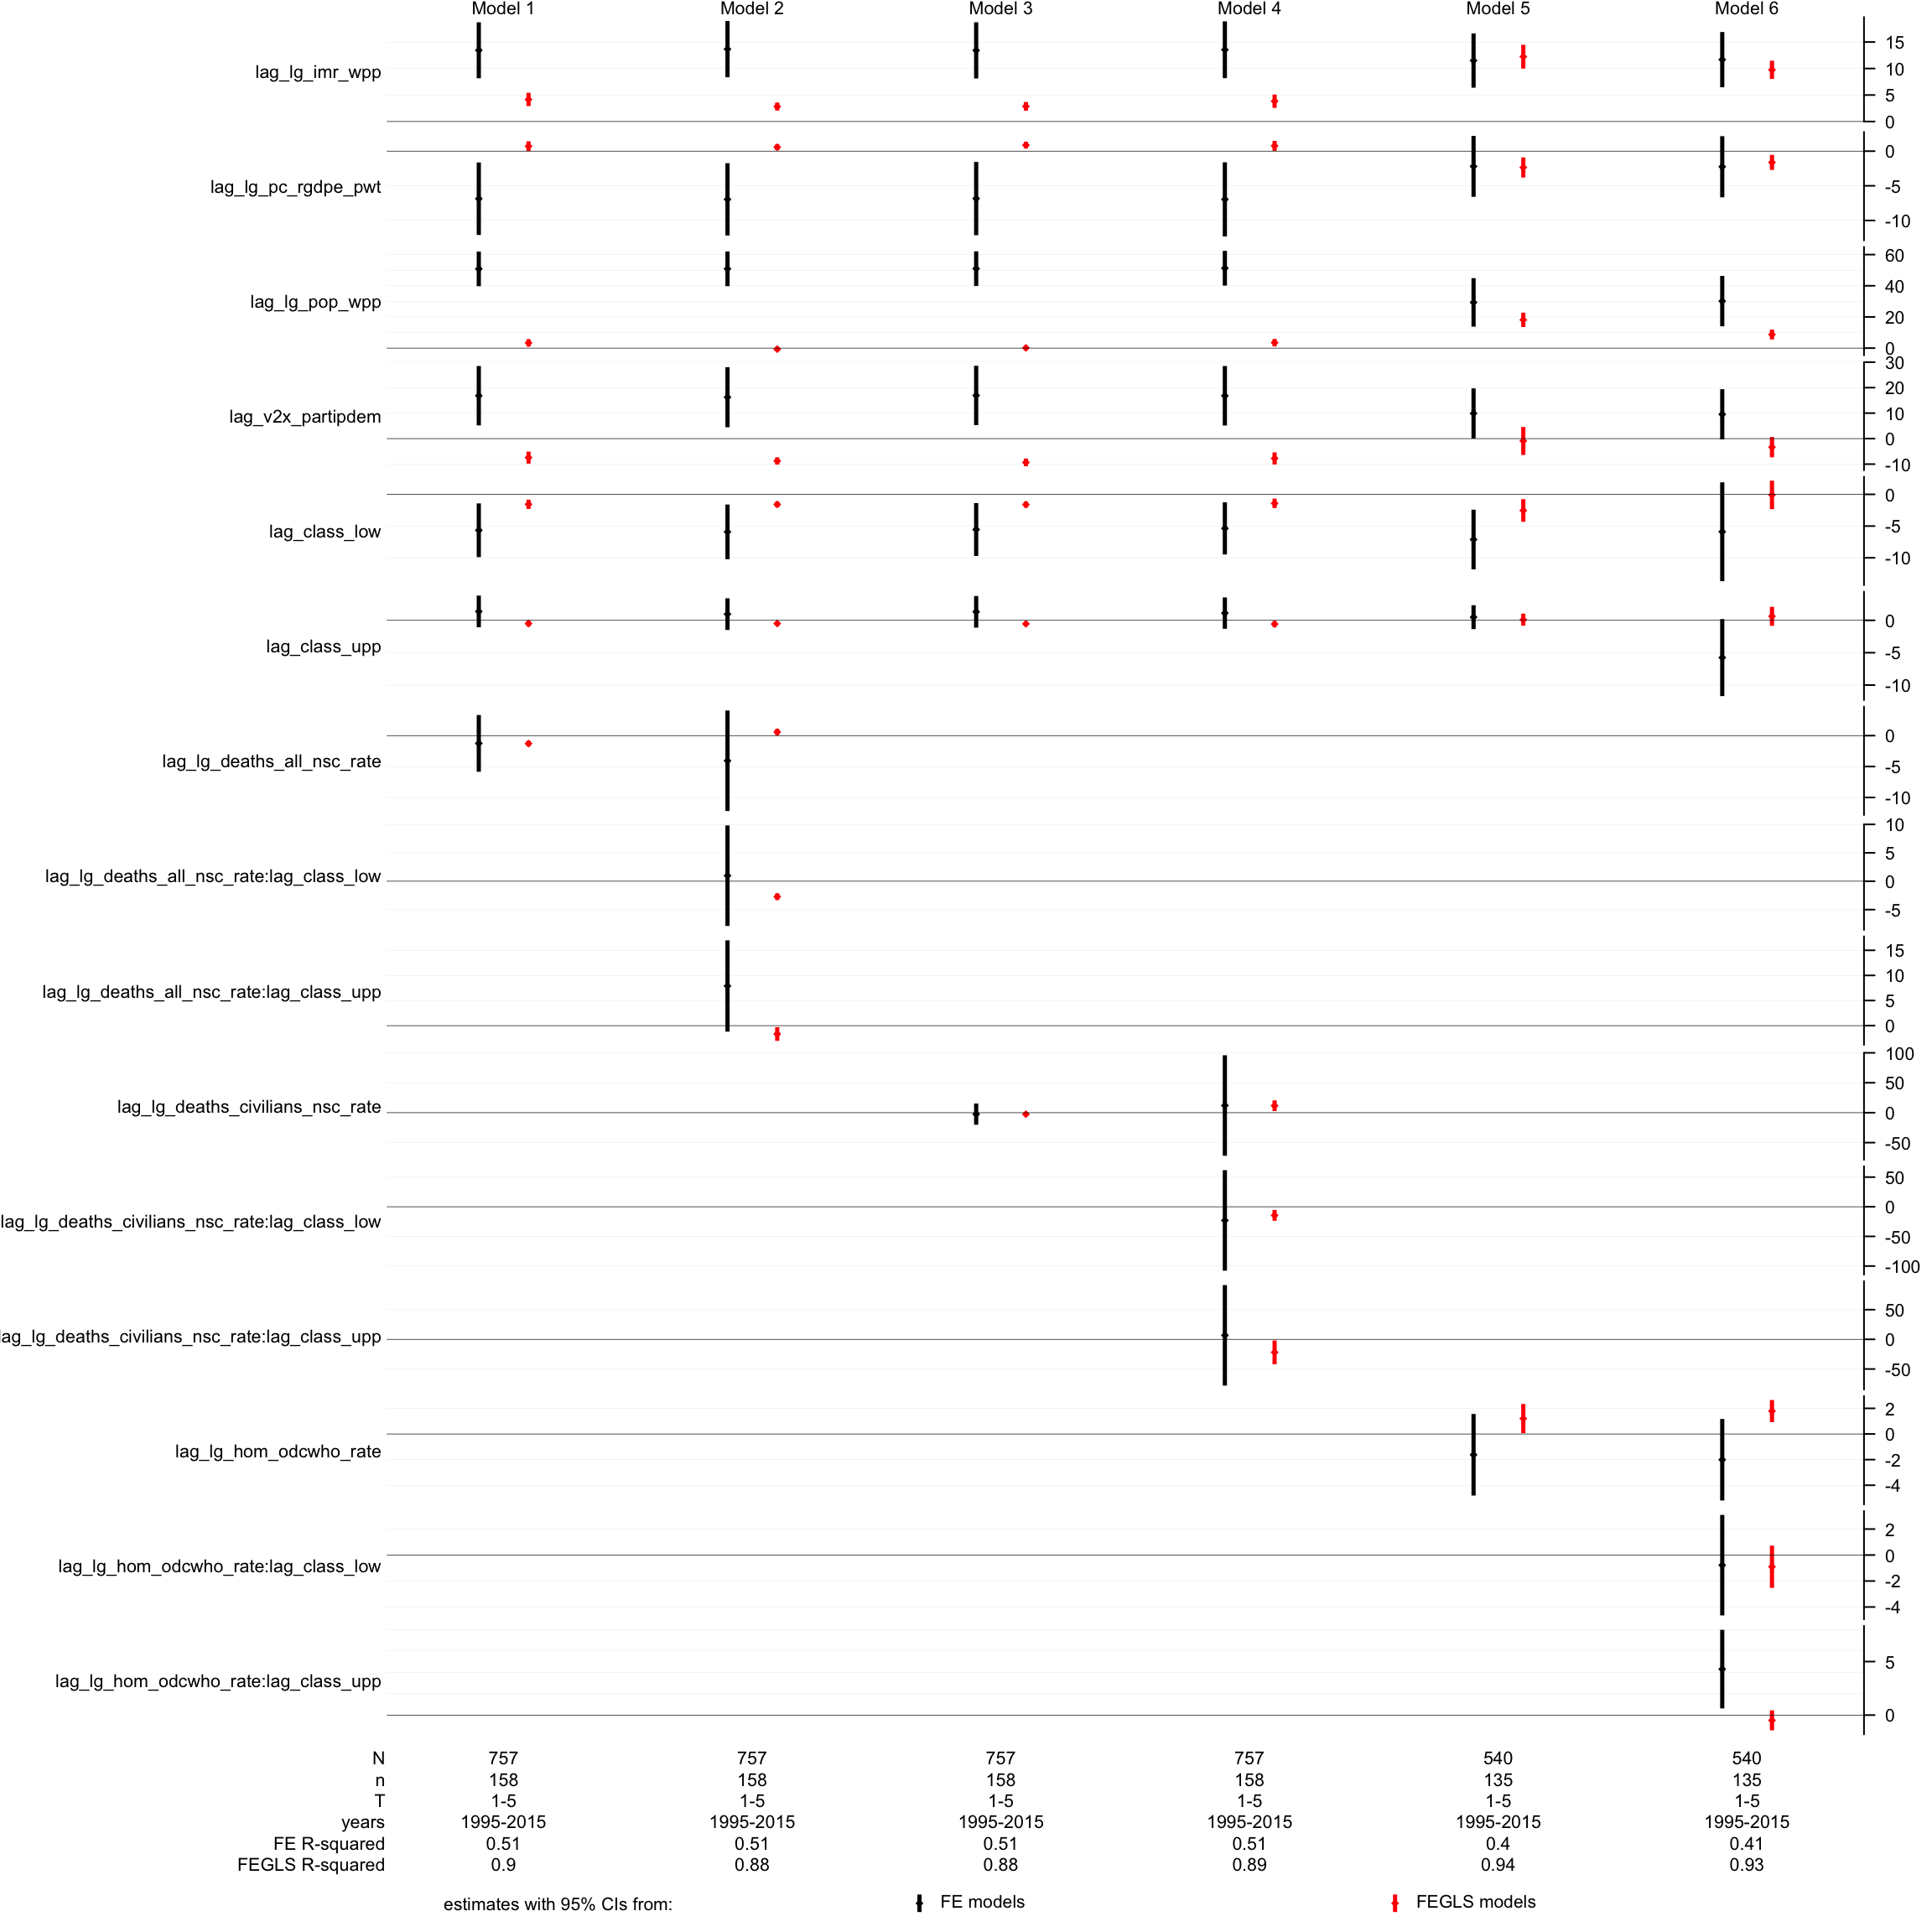 Model 1 Model 2 Model 3 Model 4 Model 5 Model 6
lag_lg_imr_wpp
15
10
5
0
lag_lg_pc_rgdpe_pwt
0
-5
-10
lag_lg_pop_wpp
60
40
20
0
lag_v2x_partipdem
30
20
10
0
-10
lag_class_low
0
-5
-10
lag_class_upp
0
-5
-10
lag_lg_deaths_all_nsc_rate
0
-5
-10
lag_lg_deaths_all_nsc_rate:lag_class_low
10
5
0
-5
lag_lg_deaths_all_nsc_rate:lag_class_upp
15
10
5
0
lag_lg_deaths_civilians_nsc_rate
100
50
0
-50
lag_lg_deaths_civilians_nsc_rate:lag_class_low
50
0
-50
-100
lag_lg_deaths_civilians_nsc_rate:lag_class_upp
50
0
-50
lag_lg_hom_odcwho_rate
2
0
-2
-4
lag_lg_hom_odcwho_rate:lag_class_low
2
0
-2
-4
lag_lg_hom_odcwho_rate:lag_class_upp
5
0
N 757 757 757 757 540 540
n 158 158 158 158 135 135
T 1-5 1-5 1-5 1-5 1-5 1-5
years 1995-2015 1995-2015 1995-2015 1995-2015 1995-2015 1995-2015
FE R-squared 0.51 0.51 0.51 0.51 0.4 0.41
FEGLS R-squared 0.9 0.88 0.88 0.89 0.94 0.93
estimates with 95% CIs from: FE models FEGLS models